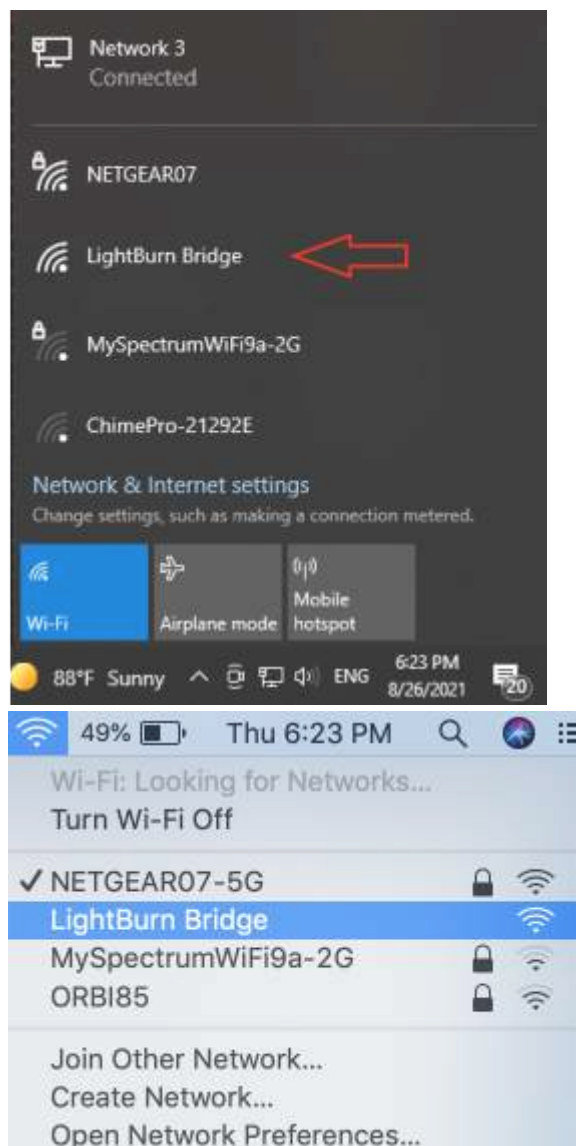 Network 3
Connected
NETGEAR07
LightBurn Bridge
MySpectrumWiFi9a-2G
ChimePro-21292E
Network & Internet settings
Change settings, such as making a connection metered.
Wi-Fi
Airplane mode
Mobile hotspot
88°F Sunny
ENG
6:23 PM
8/26/2021
20
49%
Thu 6:23 PM
Wi-Fi: Looking for Networks...
Turn Wi-Fi Off
✓ NETGEAR07-5G
LightBurn Bridge
MySpectrumWiFi9a-2G
ORBI85
Join Other Network...
Create Network...
Open Network Preferences...